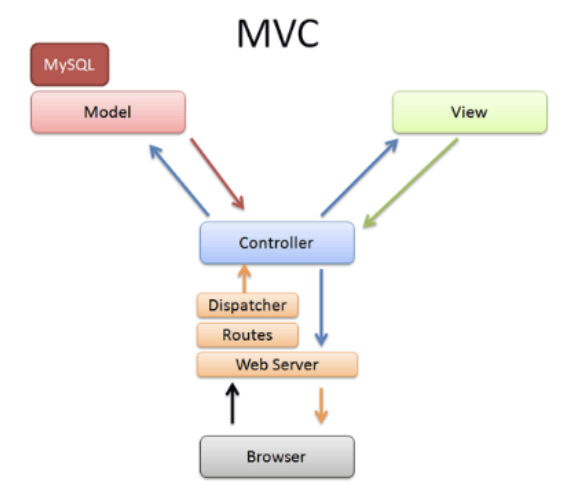 MVC
MySQL
Model
View
Controller
Dispatcher
Routes
Web Server
Browser